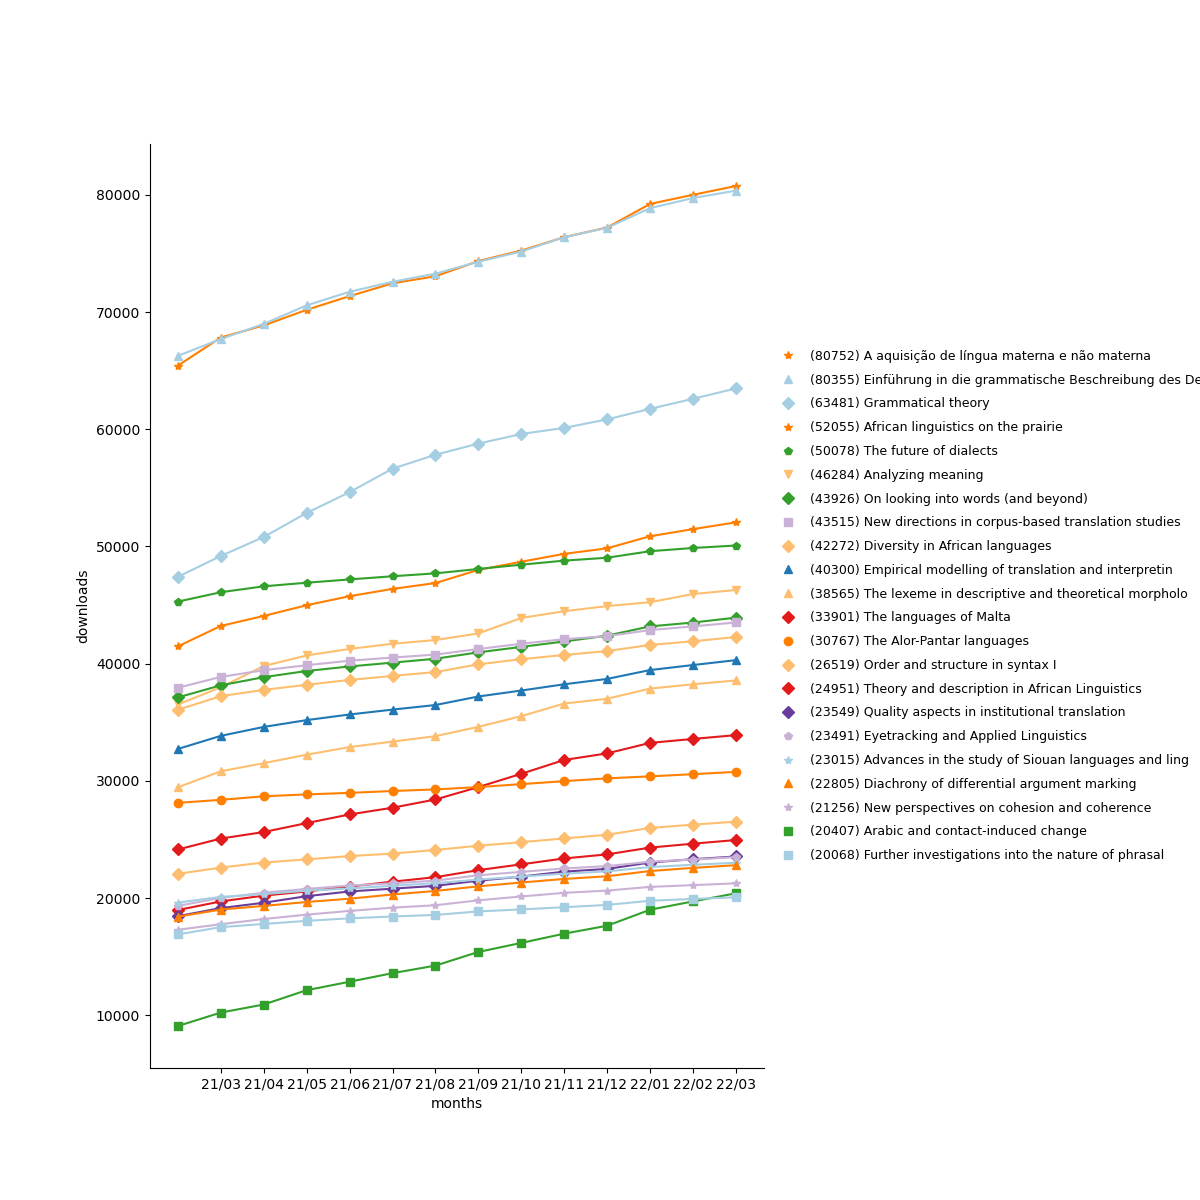 80000
70000
60000
50000
40000
30000
20000
10000
downloads
21/03 21/04 21/05 21/06 21/07 21/08 21/09 21/10 21/11 21/12 22/01 22/02 22/03
months
(80752) A aquisição de língua materna e não materna
(80355) Einführung in die grammatische Beschreibung des De
(63481) Grammatical theory
(52055) African linguistics on the prairie
(50078) The future of dialects
(46284) Analyzing meaning
(43926) On looking into words (and beyond)
(43515) New directions in corpus-based translation studies
(42272) Diversity in African languages
(40300) Empirical modelling of translation and interpretin
(38565) The lexeme in descriptive and theoretical morpholo
(33901) The languages of Malta
(30767) The Alor-Pantar languages
(26519) Order and structure in syntax I
(24951) Theory and description in African Linguistics
(23549) Quality aspects in institutional translation
(23491) Eyetracking and Applied Linguistics
(23015) Advances in the study of Siouan languages and ling
(22805) Diachrony of differential argument marking
(21256) New perspectives on cohesion and coherence
(20407) Arabic and contact-induced change
(20068) Further investigations into the nature of phrasal